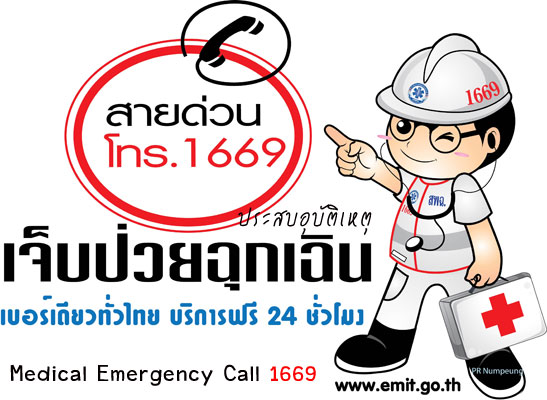 สายด่วน
โทร.1669
1669
สพฉ.
ประสบอุบัติเหตุ
เจ็บป่วยฉุกเฉิน
เบอร์เดียวทั่วไทย บริการฟรี 24 ชั่วโมง
Medical Emergency Call 1669
PR Numpeung
www.emit.go.th